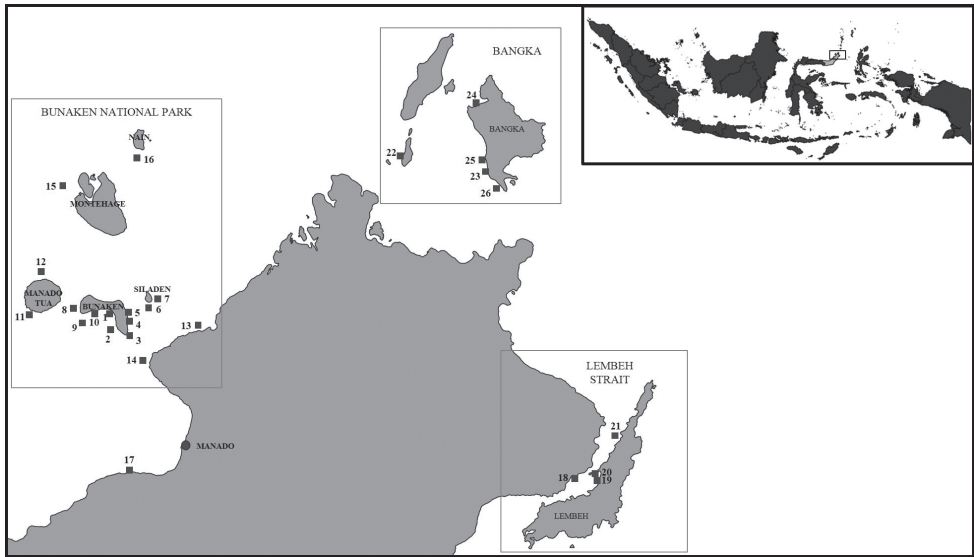 BANGKA
24
BANGKA
22
25
23
26
BUNAKEN NATIONAL PARK
NAIN
16
15
MONTEHAGE
12
MANADO
TUA
11
SILADEN
7
6
8
BUNAKEN
5
1
10
4
9
2
3
13
14
MANADO
17
LEMBEH
STRAIT
21
18
20
19
LEMBEH